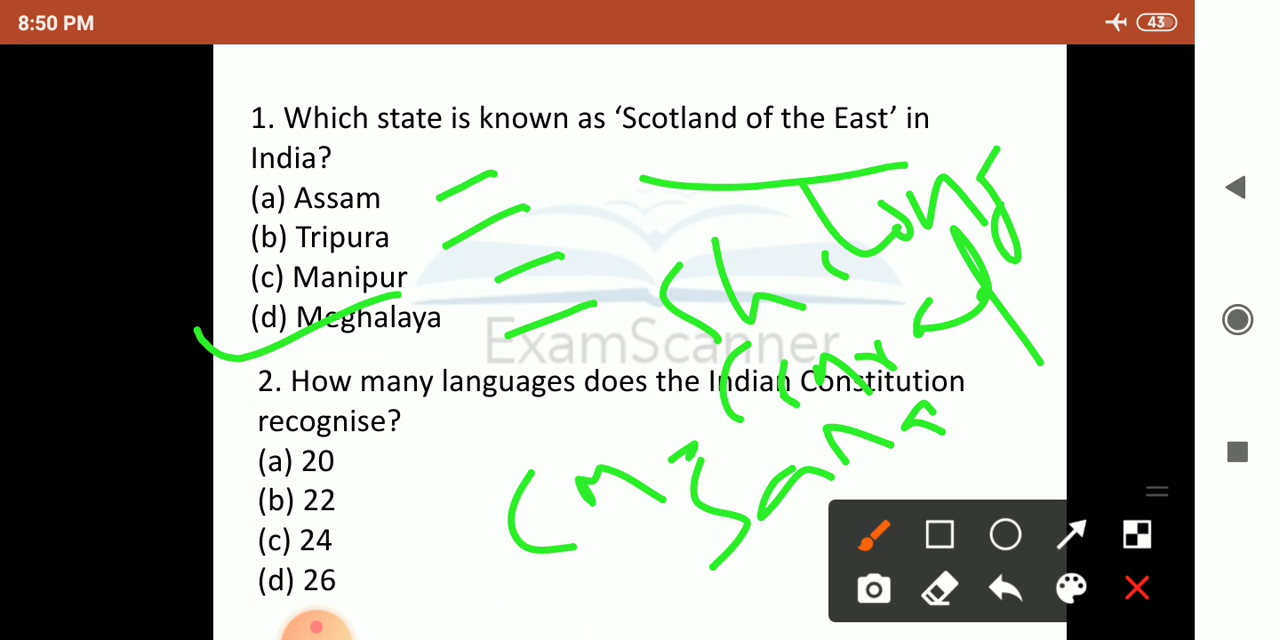 8:50 PM
43
1. Which state is known as ‘Scotland of the East’ in
India?
(a) Assam
(b) Tripura
(c) Manipur
(d) Meghalaya
ExamScanner
2. How many languages does the Indian Constitution
recognise?
(a) 20
(b) 22
(c) 24
(d) 26